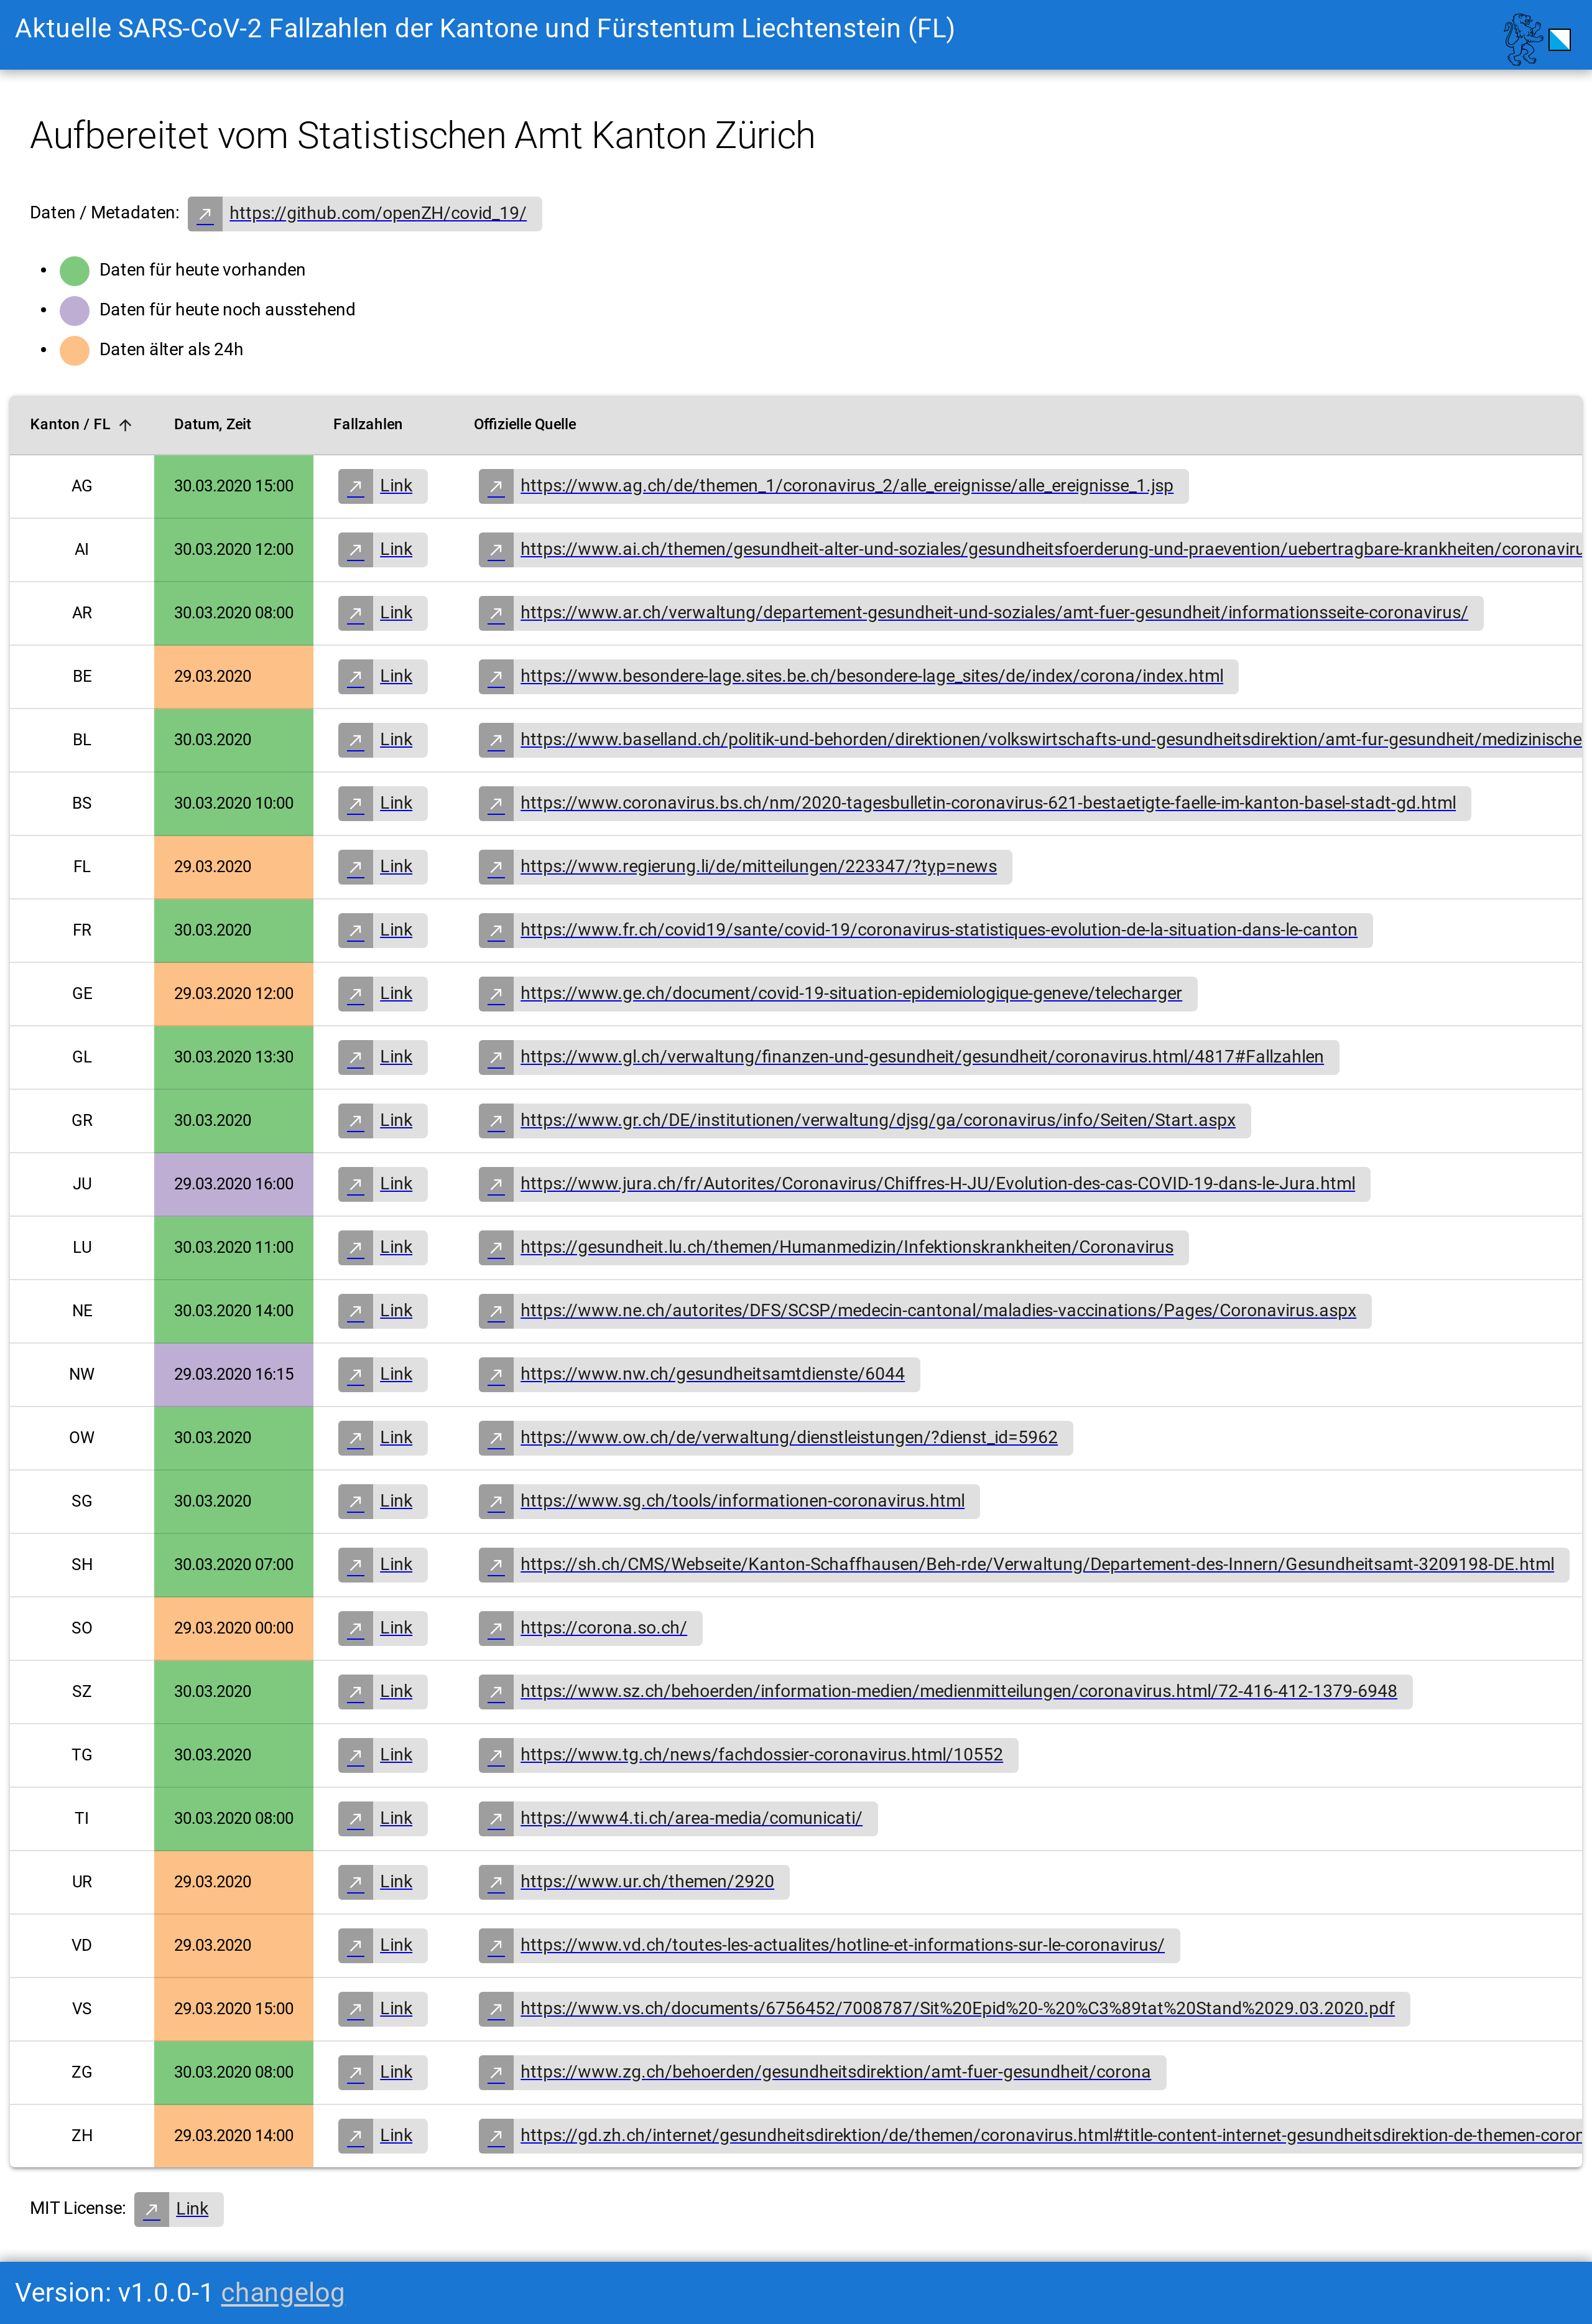 Aktuelle SARS-CoV-2 Fallzahlen der Kantone und Fürstentum Liechtenstein (FL)
Aufbereitet vom Statistischen Amt Kanton Zürich
Daten / Metadaten: https://github.com/openZH/covid_19/
Daten für heute vorhanden
Daten für heute noch ausstehend
Daten älter als 24h
Kanton / FL Datum, Zeit Fallzahlen Offizielle Quelle
AG 30.03.2020 15:00 Link https://www.ag.ch/de/themen_1/coronavirus_2/alle_ereignisse/alle_ereignisse_1.jsp
AI 30.03.2020 12:00 Link https://www.ai.ch/themen/gesundheit-alter-und-soziales/gesundheitsfoerderung-und-praevention/uebertragbare-krankheiten/coronaviru
AR 30.03.2020 08:00 Link https://www.ar.ch/verwaltung/departement-gesundheit-und-soziales/amt-fuer-gesundheit/informationsseite-coronavirus/
BE 29.03.2020 Link https://www.besondere-lage.sites.be.ch/besondere-lage_sites/de/index/corona/index.html
BL 30.03.2020 Link https://www.baselland.ch/politik-und-behorden/direktionen/volkswirtschafts-und-gesundheitsdirektion/amt-fur-gesundheit/medizinische
BS 30.03.2020 10:00 Link https://www.coronavirus.bs.ch/nm/2020-tagesbulletin-coronavirus-621-bestaetigte-faelle-im-kanton-basel-stadt-gd.html
FL 29.03.2020 Link https://www.regierung.li/de/mitteilungen/223347/?typ=news
FR 30.03.2020 Link https://www.fr.ch/covid19/sante/covid-19/coronavirus-statistiques-evolution-de-la-situation-dans-le-canton
GE 29.03.2020 12:00 Link https://www.ge.ch/document/covid-19-situation-epidemiologique-geneve/telecharger
GL 30.03.2020 13:30 Link https://www.gl.ch/verwaltung/finanzen-und-gesundheit/gesundheit/coronavirus.html/4817#Fallzahlen
GR 30.03.2020 Link https://www.gr.ch/DE/institutionen/verwaltung/djsg/ga/coronavirus/info/Seiten/Start.aspx
JU 29.03.2020 16:00 Link https://www.jura.ch/fr/Autorites/Coronavirus/Chiffres-H-JU/Evolution-des-cas-COVID-19-dans-le-Jura.html
LU 30.03.2020 11:00 Link https://gesundheit.lu.ch/themen/Humanmedizin/Infektionskrankheiten/Coronavirus
NE 30.03.2020 14:00 Link https://www.ne.ch/autorites/DFS/SCSP/medecin-cantonal/maladies-vaccinations/Pages/Coronavirus.aspx
NW 29.03.2020 16:15 Link https://www.nw.ch/gesundheitsamtdienste/6044
OW 30.03.2020 Link https://www.ow.ch/de/verwaltung/dienstleistungen/?dienst_id=5962
SG 30.03.2020 Link https://www.sg.ch/tools/informationen-coronavirus.html
SH 30.03.2020 07:00 Link https://sh.ch/CMS/Webseite/Kanton-Schaffhausen/Beh-rde/Verwaltung/Departement-des-Innern/Gesundheitsamt-3209198-DE.html
SO 29.03.2020 00:00 Link https://corona.so.ch/
SZ 30.03.2020 Link https://www.sz.ch/behoerden/information-medien/medienmitteilungen/coronavirus.html/72-416-412-1379-6948
TG 30.03.2020 Link https://www.tg.ch/news/fachdossier-coronavirus.html/10552
TI 30.03.2020 08:00 Link https://www4.ti.ch/area-media/comunicati/
UR 29.03.2020 Link https://www.ur.ch/themen/2920
VD 29.03.2020 Link https://www.vd.ch/toutes-les-actualites/hotline-et-informations-sur-le-coronavirus/
VS 29.03.2020 15:00 Link https://www.vs.ch/documents/6756452/7008787/Sit%20Epid%20-%20%C3%89tat%20Stand%2029.03.2020.pdf
ZG 30.03.2020 08:00 Link https://www.zg.ch/behoerden/gesundheitsdirektion/amt-fuer-gesundheit/corona
ZH 29.03.2020 14:00 Link https://gd.zh.ch/internet/gesundheitsdirektion/de/themen/coronavirus.html#title-content-internet-gesundheitsdirektion-de-themen-coron
MIT License: Link
Version: v1.0.0-1 changelog